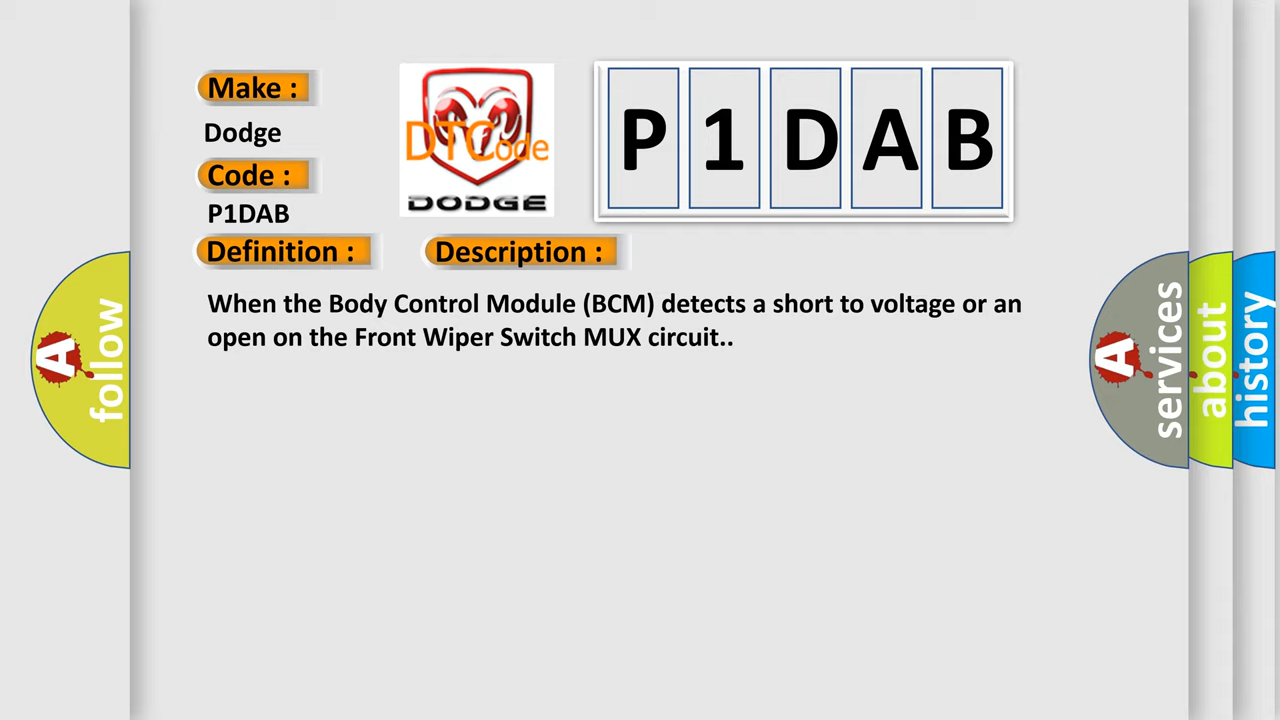 Make :
Dodge
Code :
P1DAB
Definition :
Description :
When the Body Control Module (BCM) detects a short to voltage or an
open on the Front Wiper Switch MUX circuit..
DTCode
DODGE
P 1 D A B
A
follow
A
services
about
history